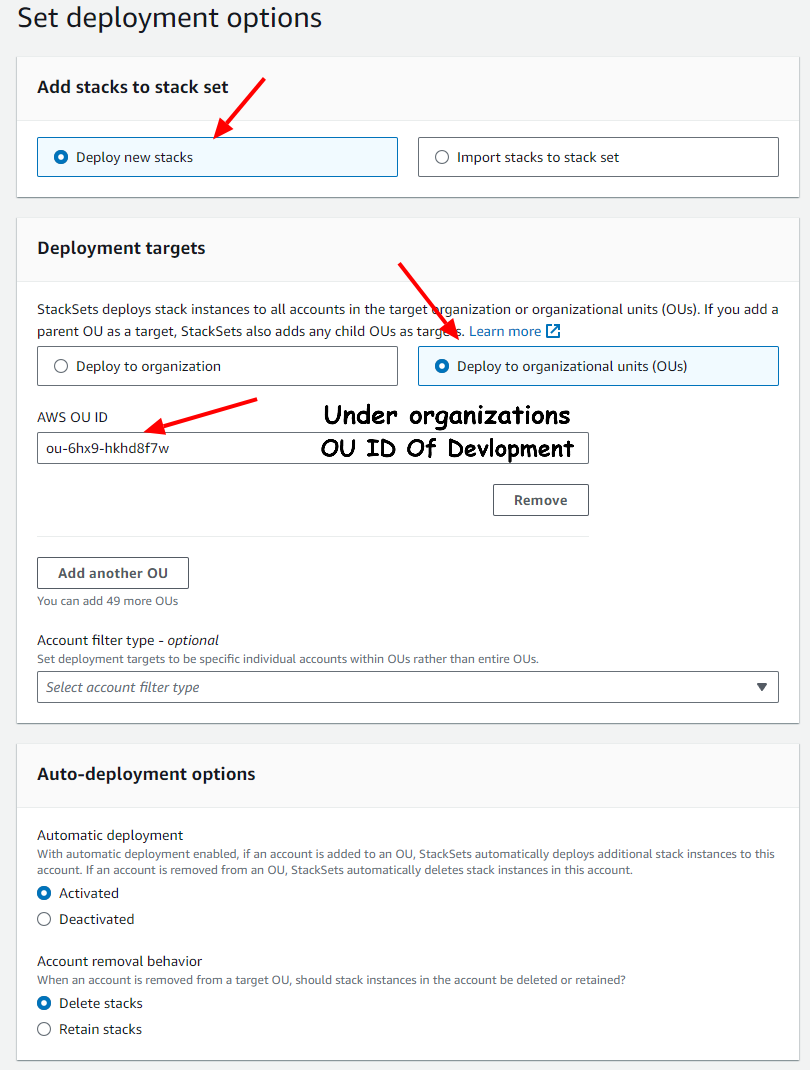 Set deployment options
Add stacks to stack set
Deploy new stacks
Import stacks to stack set
Deployment targets
StackSets deploys stack instances to all accounts in the target organization or organizational units (OUs). If you add a
parent OU as a target, StackSets also adds any child OUs as targets. Learn more
Deploy to organization
Deploy to organizational units (OUs)
AWS OU ID
Under organizations
ou-6hx9-hkhd8f7w
OU ID Of Devlopment
Remove
Add another OU
You can add 49 more OUs
Account filter type - optional
Set deployment targets to be specific individual accounts within OUs rather than entire OUs.
Select account filter type
Auto-deployment options
Automatic deployment
With automatic deployment enabled, if an account is added to an OU, StackSets automatically deploys additional stack instances to this
account. If an account is removed from an OU, StackSets automatically deletes stack instances in this account.
Activated
Deactivated
Account removal behavior
When an account is removed from a target OU, should stack instances in the account be deleted or retained?
Delete stacks
Retain stacks